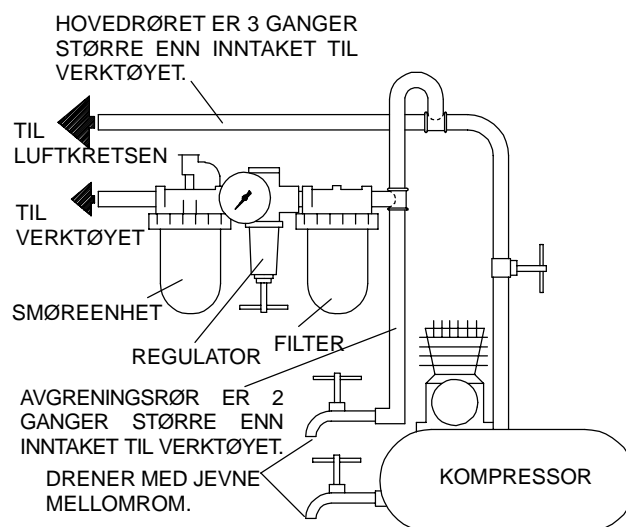 HOVEDRØRET ER 3 GANGER
STØRRE ENN INNTAKET TIL
VERKTØYET.
TIL
LUFTKRETSEN
TIL
VERKTØYET
SMØREENHET
REGULATOR
FILTER
AVGRENINGSRØR ER 2
GANGER STØRRE ENN
INNTAKET TIL VERKTØYET.
DRENER MED JEVNE
MELLOMROM.
KOMPRESSOR